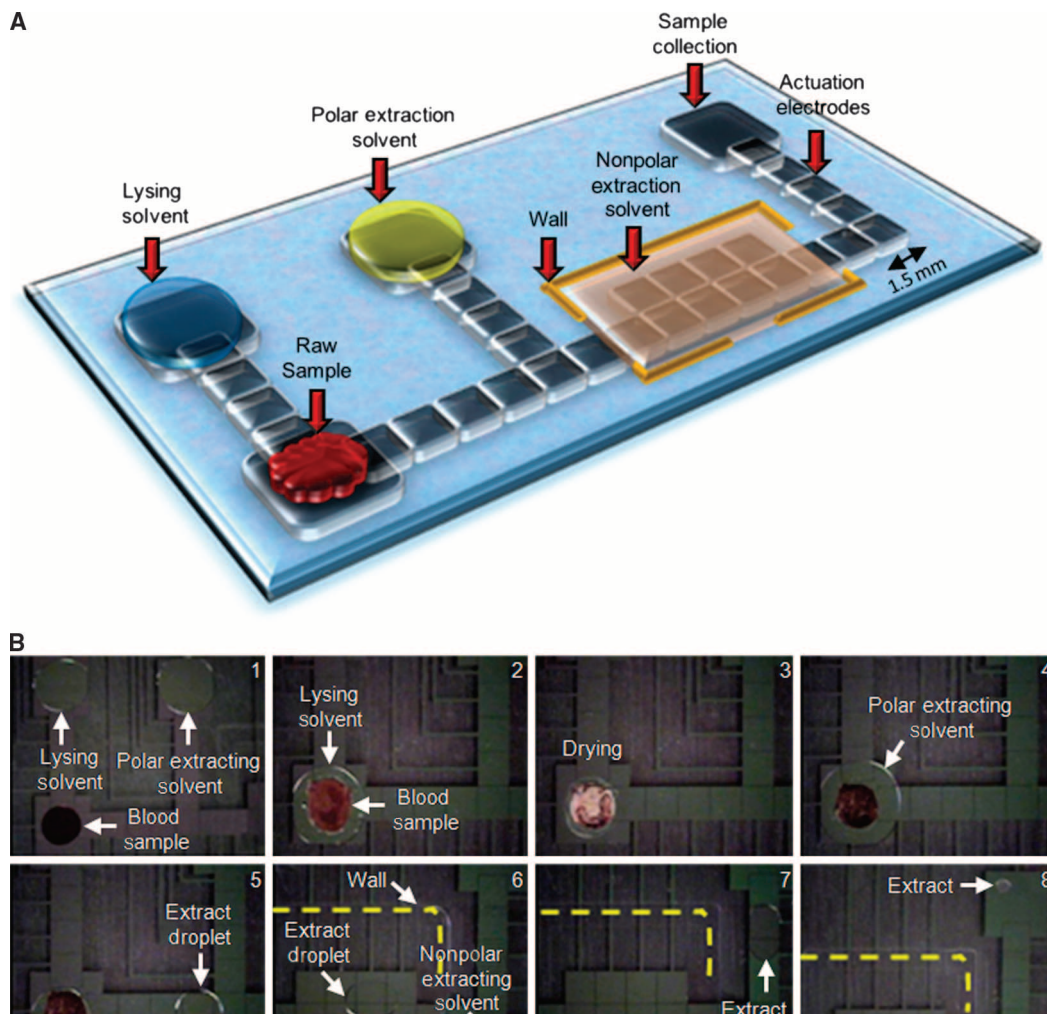 A
Sample
collection
Actuation
electrodes
Polar extraction
solvent
Nonpolar
extraction
solvent
Lysing
solvent
Wall
1.5 mm
Raw
Sample
B
1
Lysing
solvent
Polar extracting
solvent
Blood
sample
2
Lysing
solvent
Blood
sample
3
Drying
4
Polar extracting
solvent
5
Extract
droplet
6
Wall
Extract
droplet
Nonpolar
extracting
solvent
7
Extract
8
Extract